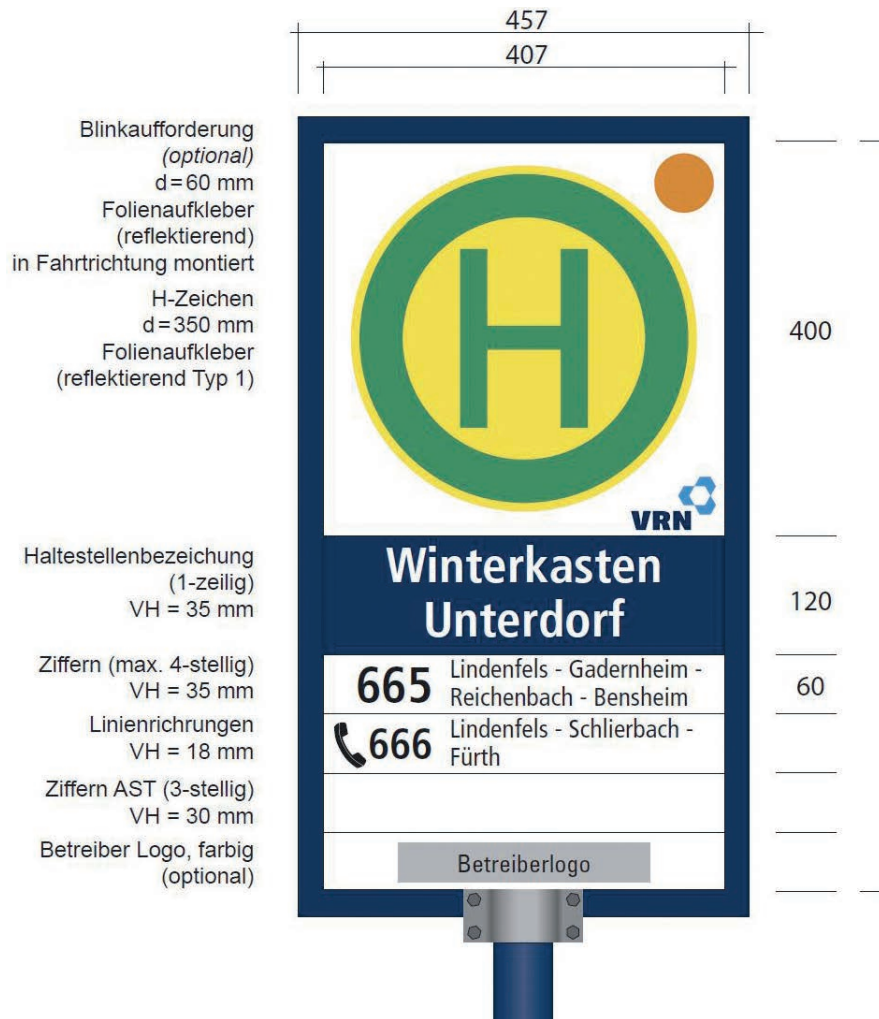 457
407
Blinkaufforderung
(optional)
d=60 mm
Folienaufkleber
(reflektierend)
in Fahrtrichtung montiert
H-Zeichen
d=350 mm
Folienaufkleber
(reflektierend Typ 1)
H
400
VRN
Haltestellenbezeichung
(1-zeilig)
VH = 35 mm
Winterkasten
Unterdorf
120
Ziffern (max. 4-stellig)
VH = 35 mm
665 Lindenfels - Gadernheim -
Reichenbach - Bensheim
60
Linienrichrungen
VH = 18 mm
666 Lindenfels - Schlierbach -
Fürth
Ziffern AST (3-stellig)
VH = 30 mm
Betreiber Logo, farbig
(optional)
Betreiberlogo